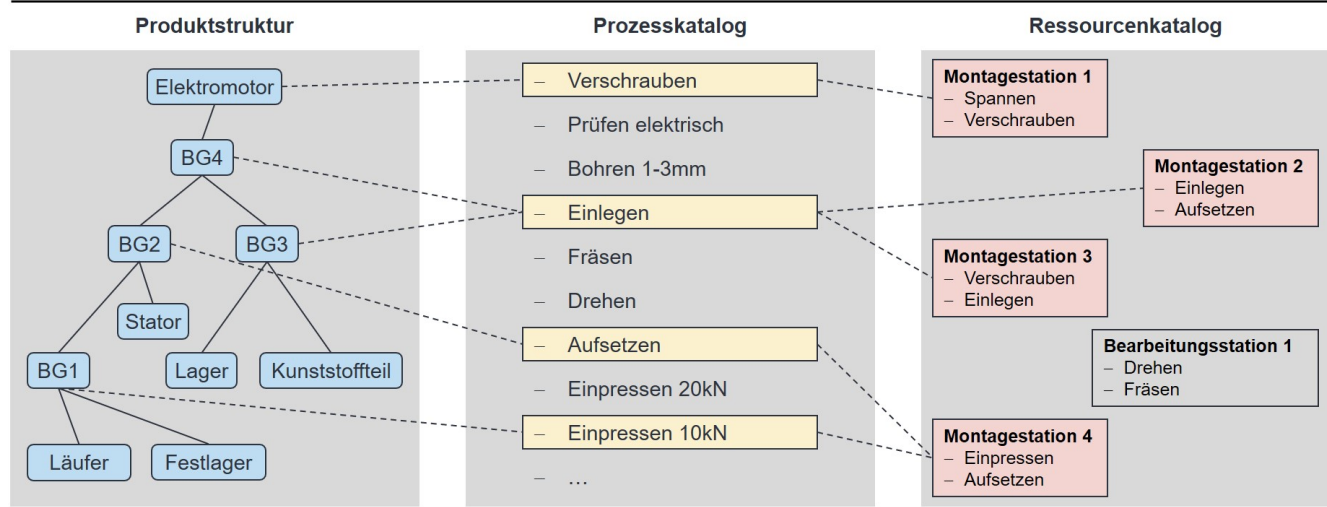 Produktstruktur
Elektromotor
BG4
BG2
BG3
Stator
BG1
Lager
Kunststoffteil
Läufer
Festlager
Prozesskatalog
– Verschrauben
– Prüfen elektrisch
– Bohren 1-3mm
– Einlegen
– Fräsen
– Drehen
– Aufsetzen
– Einpressen 20kN
– Einpressen 10kN
– …
Ressourcenkatalog
Montagestation 1
– Spannen
– Verschrauben
Montagestation 2
– Einlegen
– Aufsetzen
Montagestation 3
– Verschrauben
– Einlegen
Bearbeitungsstation 1
– Drehen
– Fräsen
Montagestation 4
– Einpressen
– Aufsetzen